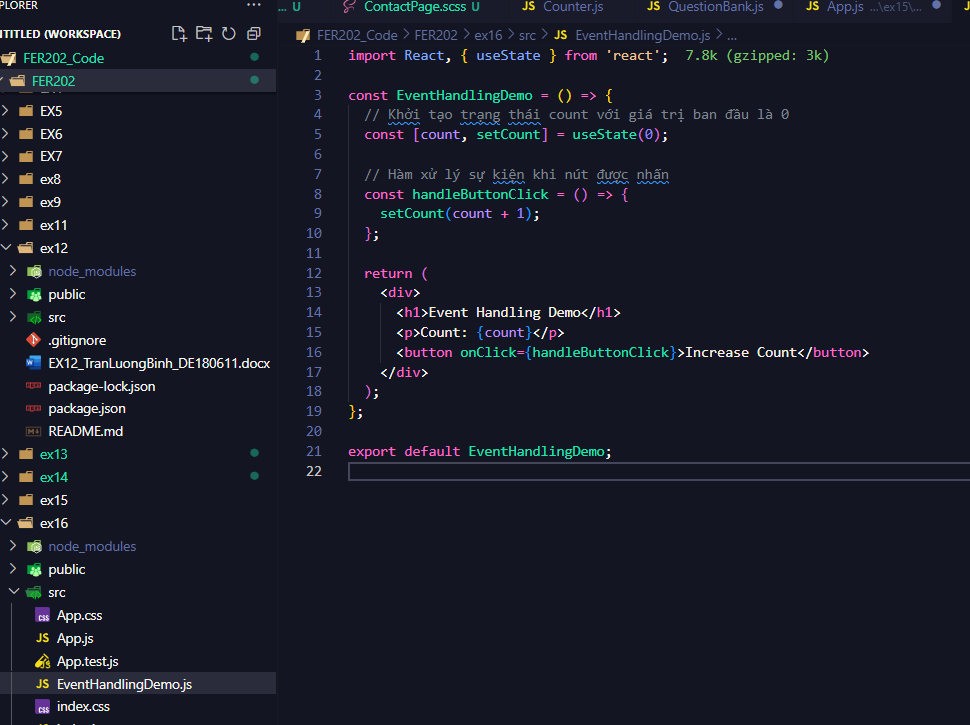 PLORER
...
NTITLED (WORKSPACE)
FER202_Code
FER202
EX5
EX6
EX7
ex8
ex9
ex11
ex12
node_modules
public
src
.gitignore
EX12_TranLuongBinh_DE180611.docx
package-lock.json
package.json
README.md
ex13
ex14
ex15
ex16
node_modules
public
src
App.css
JS App.js
App.test.js
JS EventHandlingDemo.js
index.css
... U ContactPage.scss U JS Counter.js JS QuestionBank.js JS App.js ...\ex15\...
FER202_Code > FER202 > ex16 > src > JS EventHandlingDemo.js > ...
1 import React, { useState } from 'react'; 7.8k (gzipped: 3k)
2
3 const EventHandlingDemo = () => {
4 // Khởi tạo trạng thái count với giá trị ban đầu là 0
5 const [count, setCount] = useState(0);
6
7 // Hàm xử lý sự kiện khi nút được nhấn
8 const handleButtonClick = () => {
9 setCount(count + 1);
10 };
11
12 return (
13 <div>
14 <h1>Event Handling Demo</h1>
15 <p>Count: {count}</p>
16 <button onClick={handleButtonClick}>Increase Count</button>
17 </div>
18 );
19 };
20
21 export default EventHandlingDemo;
22